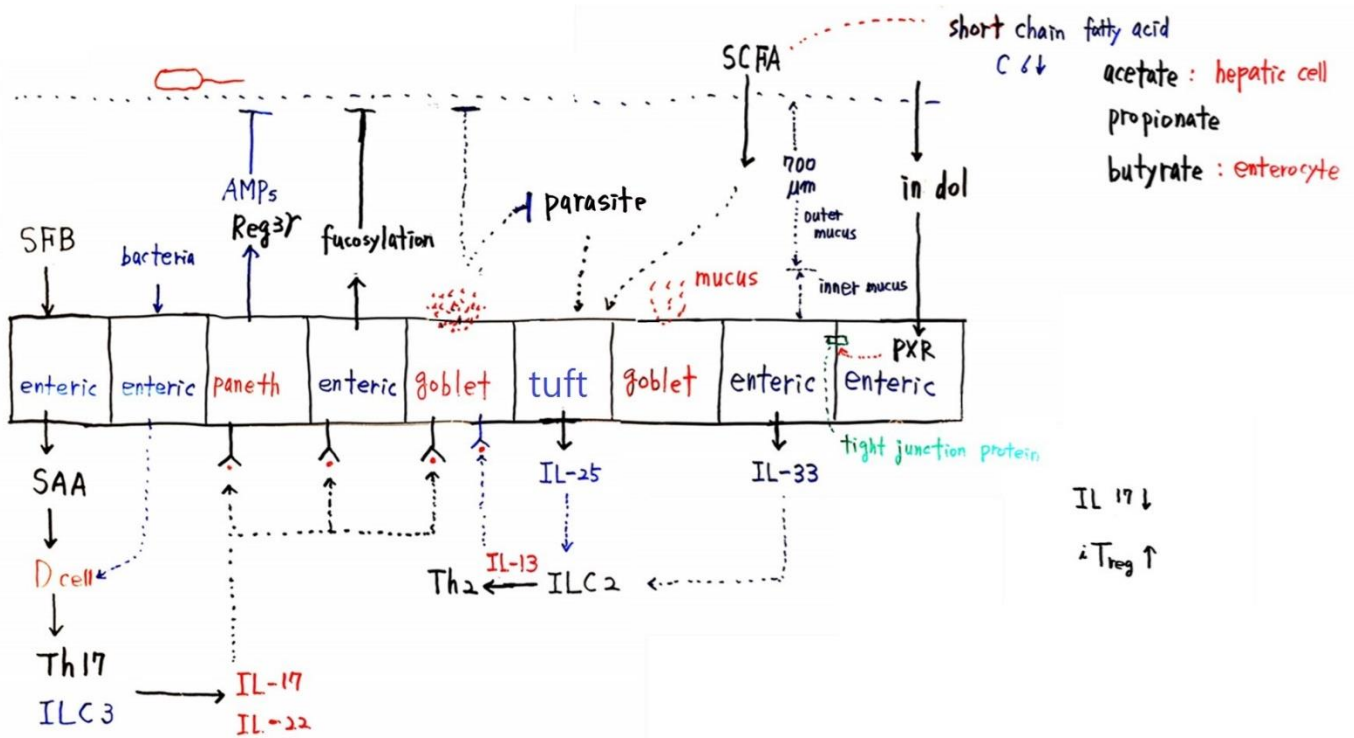 short chain fatty acid
C 6↓
SCFA
acetate : hepatic cell
propionate
butyrate : enterocyte
700
μm
outer
mucus
inner mucus
in dol
AMPs
Reg3γ
fucosylation
parasite
SFB
bacteria
mucus
enteric
enteric
paneth
enteric
goblet
tuft
goblet
enteric
PXR
enteric
tight junction protein
SAA
IL-25
IL-33
IL 17↓
iTreg ↑
D cell
IL-13
Th2
ILC2
Th17
ILC3
IL-17
IL-22